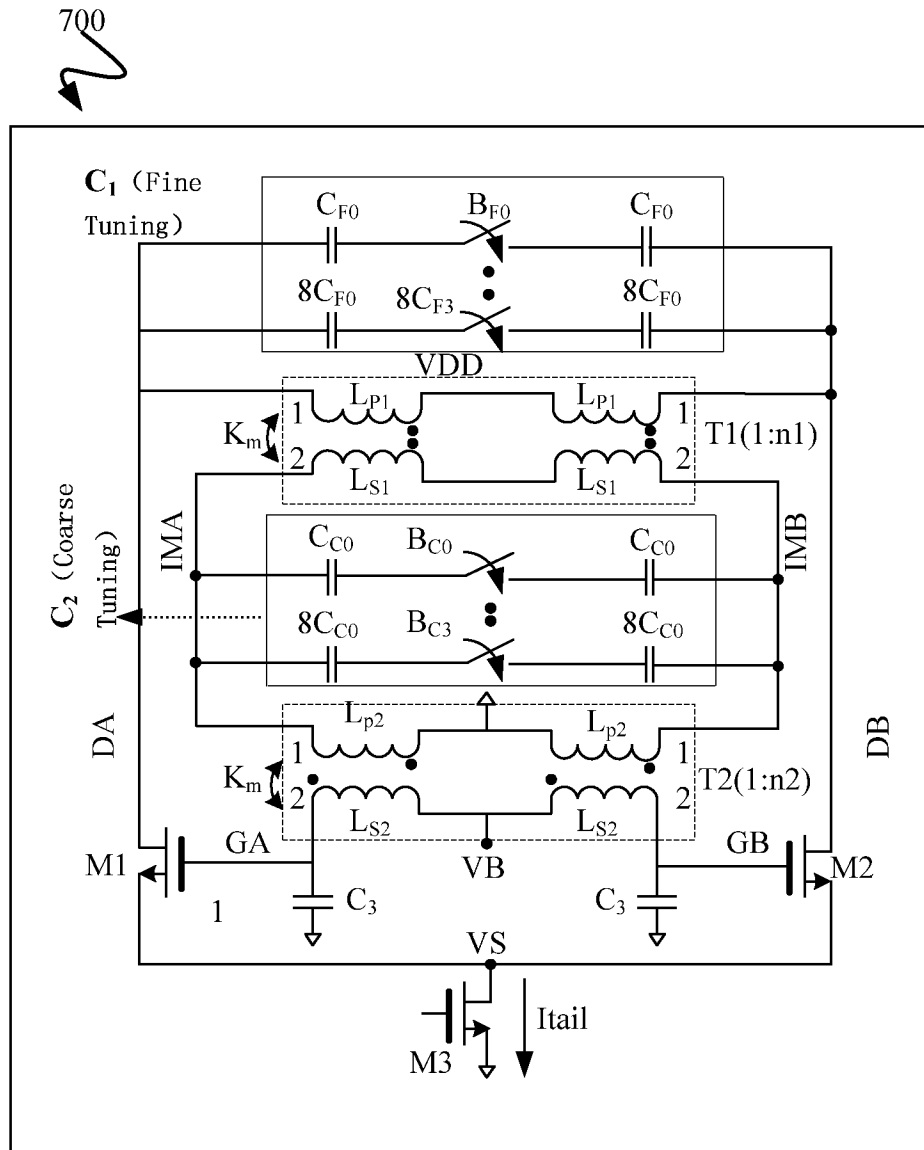 700
C₁ (Fine
Tuning)
C_F0 B_F0 C_F0
8C_F0 8C_F3 8C_F0
VDD
L_P1 L_P1
1 1
K_m T1(1:n1)
2 2
L_S1 L_S1
IMA IMB
C₂ (Coarse
Tuning)
C_C0 B_C0 C_C0
8C_C0 B_C3 8C_C0
L_p2 L_p2
DA DB
1 1
K_m T2(1:n2)
2 2
L_S2 L_S2
VB
GA GB
M1 M2
1
C₃ C₃
VS
Itail
M3